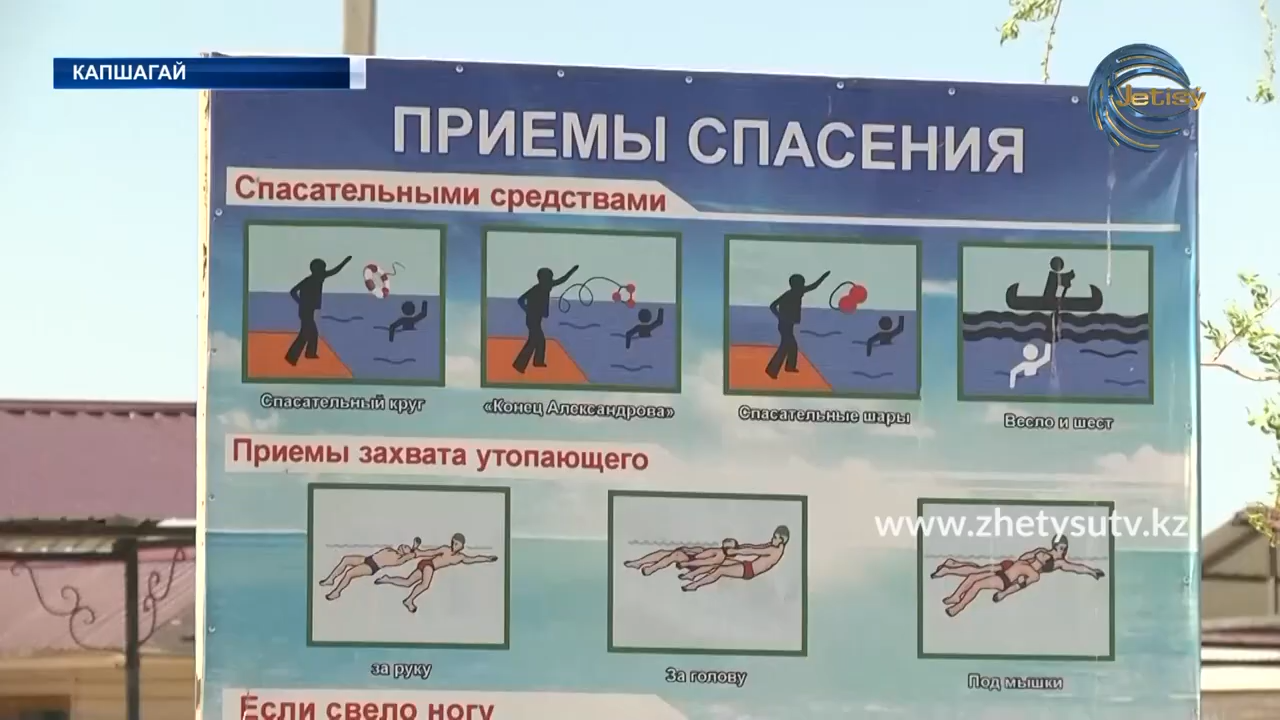 КАПШАГАЙ
Jetisý
ПРИЕМЫ СПАСЕНИЯ
Спасательными средствами
Спасательный круг
«Конец Александрова»
Спасательные шары
Весло и шест
Приемы захвата утопающего
www.zhetysutv.kz
за руку
За голову
Под мышки
Если свело ногу